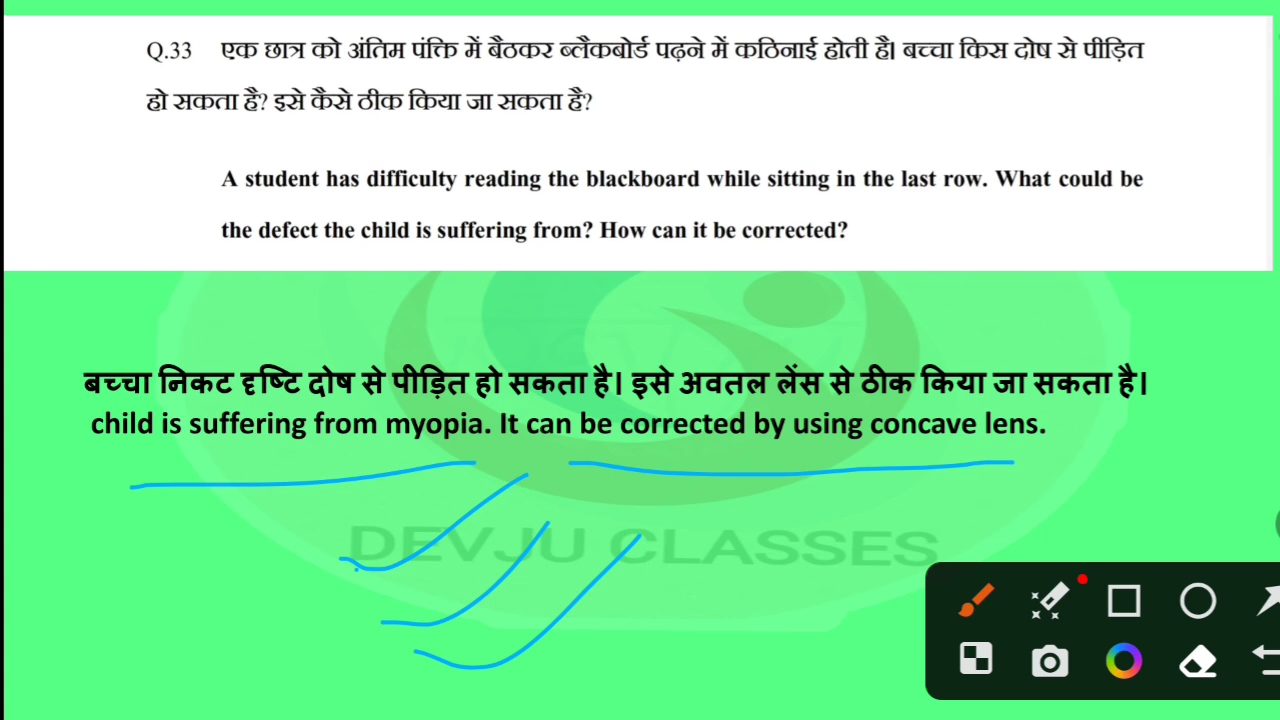 Q.33 एक छात्र को अंतिम पंक्ति में बैठकर ब्लैकबोर्ड पढ़ने में कठिनाई होती है। बच्चा किस दोष से पीड़ित
हो सकता है? इसे कैसे ठीक किया जा सकता है?
A student has difficulty reading the blackboard while sitting in the last row. What could be
the defect the child is suffering from? How can it be corrected?
बच्चा निकट दृष्टि दोष से पीड़ित हो सकता है। इसे अवतल लेंस से ठीक किया जा सकता है।
child is suffering from myopia. It can be corrected by using concave lens.
DEVJU CLASSES